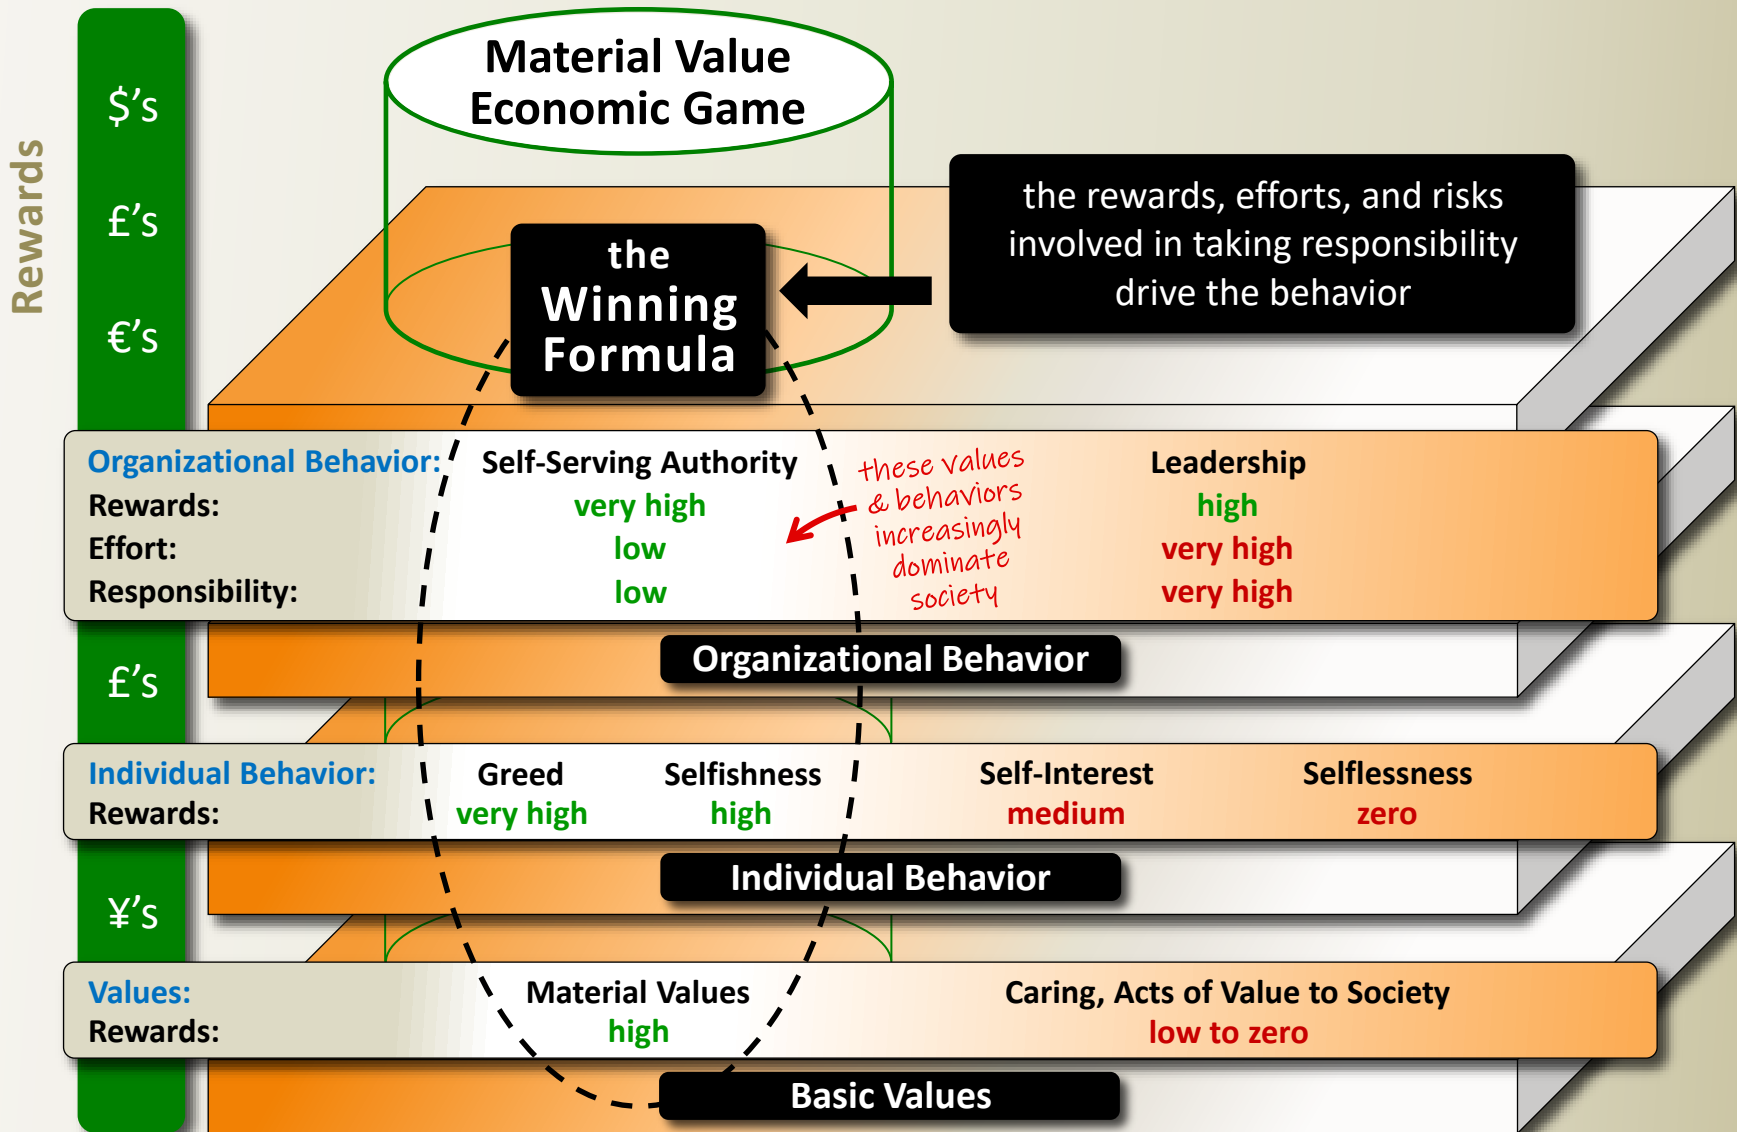 Rewards
$'s
£'s
€'s
£'s
¥'s
Material Value
Economic Game
the
Winning
Formula
the rewards, efforts, and risks
involved in taking responsibility
drive the behavior
Organizational Behavior: Self-Serving Authority Leadership
Rewards: very high high
Effort: low very high
Responsibility: low very high
these values
& behaviors
increasingly
dominate
society
Organizational Behavior
Individual Behavior: Greed Selfishness Self-Interest Selflessness
Rewards: very high high medium zero
Individual Behavior
Values: Material Values Caring, Acts of Value to Society
Rewards: high low to zero
Basic Values